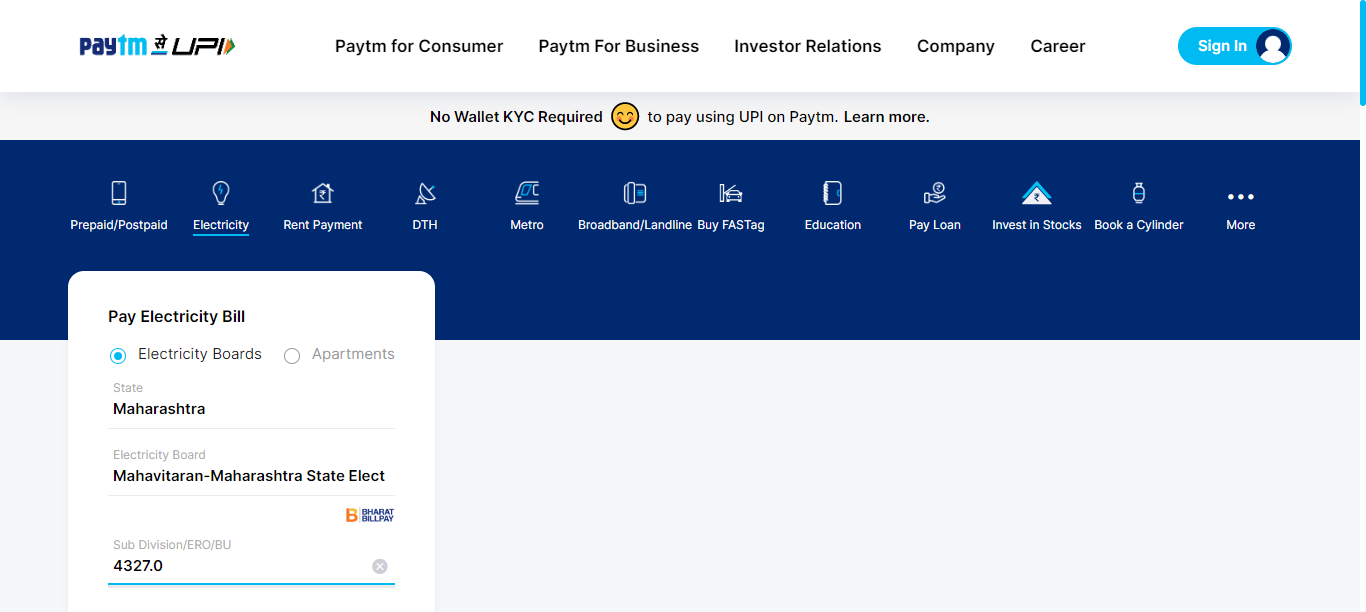 paytm से UPI
Paytm for Consumer Paytm For Business Investor Relations Company Career Sign In
No Wallet KYC Required to pay using UPI on Paytm. Learn more.
Prepaid/Postpaid Electricity Rent Payment DTH Metro Broadband/Landline Buy FASTag Education Pay Loan Invest in Stocks Book a Cylinder More
Pay Electricity Bill
Electricity Boards Apartments
State
Maharashtra
Electricity Board
Mahavitaran-Maharashtra State Elect
B BHARAT
BILLPAY
Sub Division/ERO/BU
4327.0